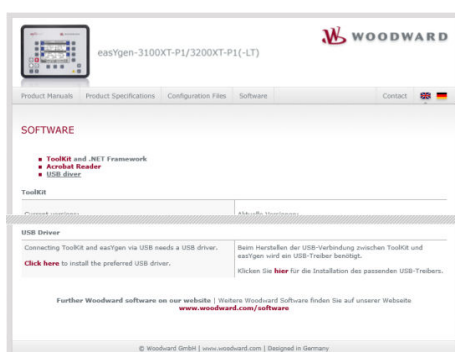 WOODWARD
easYgen-3100XT-P1/3200XT-P1(-LT)
Product Manuals Product Specifications Configuration Files Software Contact
SOFTWARE
ToolKit and .NET Framework
Acrobat Reader
USB diver
ToolKit
USB Driver
Connecting ToolKit and easYgen via USB needs a USB driver.
Click here to install the preferred USB driver.
Beim Herstellen der USB-Verbindung zwischen ToolKit und
easYgen wird ein USB-Treiber benötigt.
Klicken Sie hier für die Installation des passenden USB-Treibers.
Further Woodward software on our website | Weitere Woodward Software finden Sie auf unserer Webseite
www.woodward.com/software
© Woodward GmbH | www.woodward.com | Designed in Germany